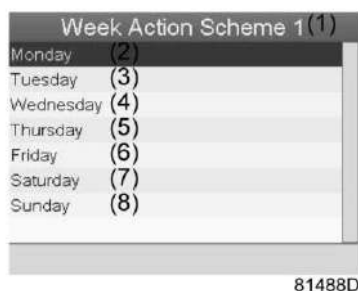 Week Action Scheme 1 (1)
Monday (2)
Tuesday (3)
Wednesday (4)
Thursday (5)
Friday (6)
Saturday (7)
Sunday (8)
81488D